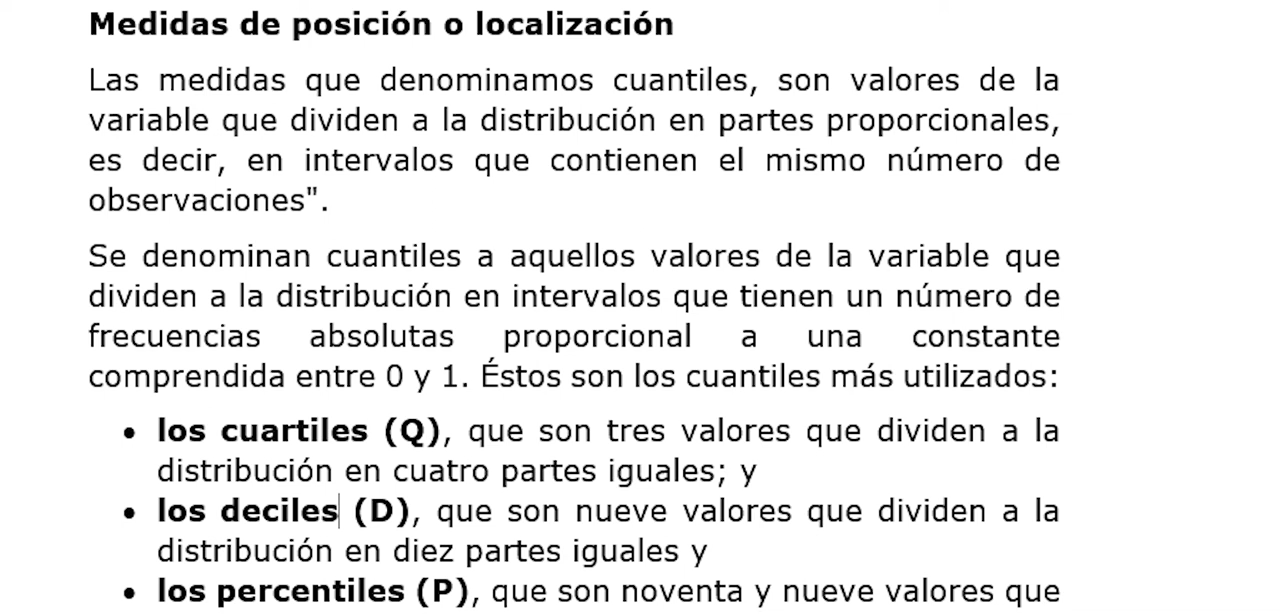 Medidas de posición o localización
Las medidas que denominamos cuantiles, son valores de la
variable que dividen a la distribución en partes proporcionales,
es decir, en intervalos que contienen el mismo número de
observaciones".
Se denominan cuantiles a aquellos valores de la variable que
dividen a la distribución en intervalos que tienen un número de
frecuencias absolutas proporcional a una constante
comprendida entre 0 y 1. Éstos son los cuantiles más utilizados:
• los cuartiles (Q), que son tres valores que dividen a la
distribución en cuatro partes iguales; y
• los deciles (D), que son nueve valores que dividen a la
distribución en diez partes iguales y
• los percentiles (P), que son noventa y nueve valores que